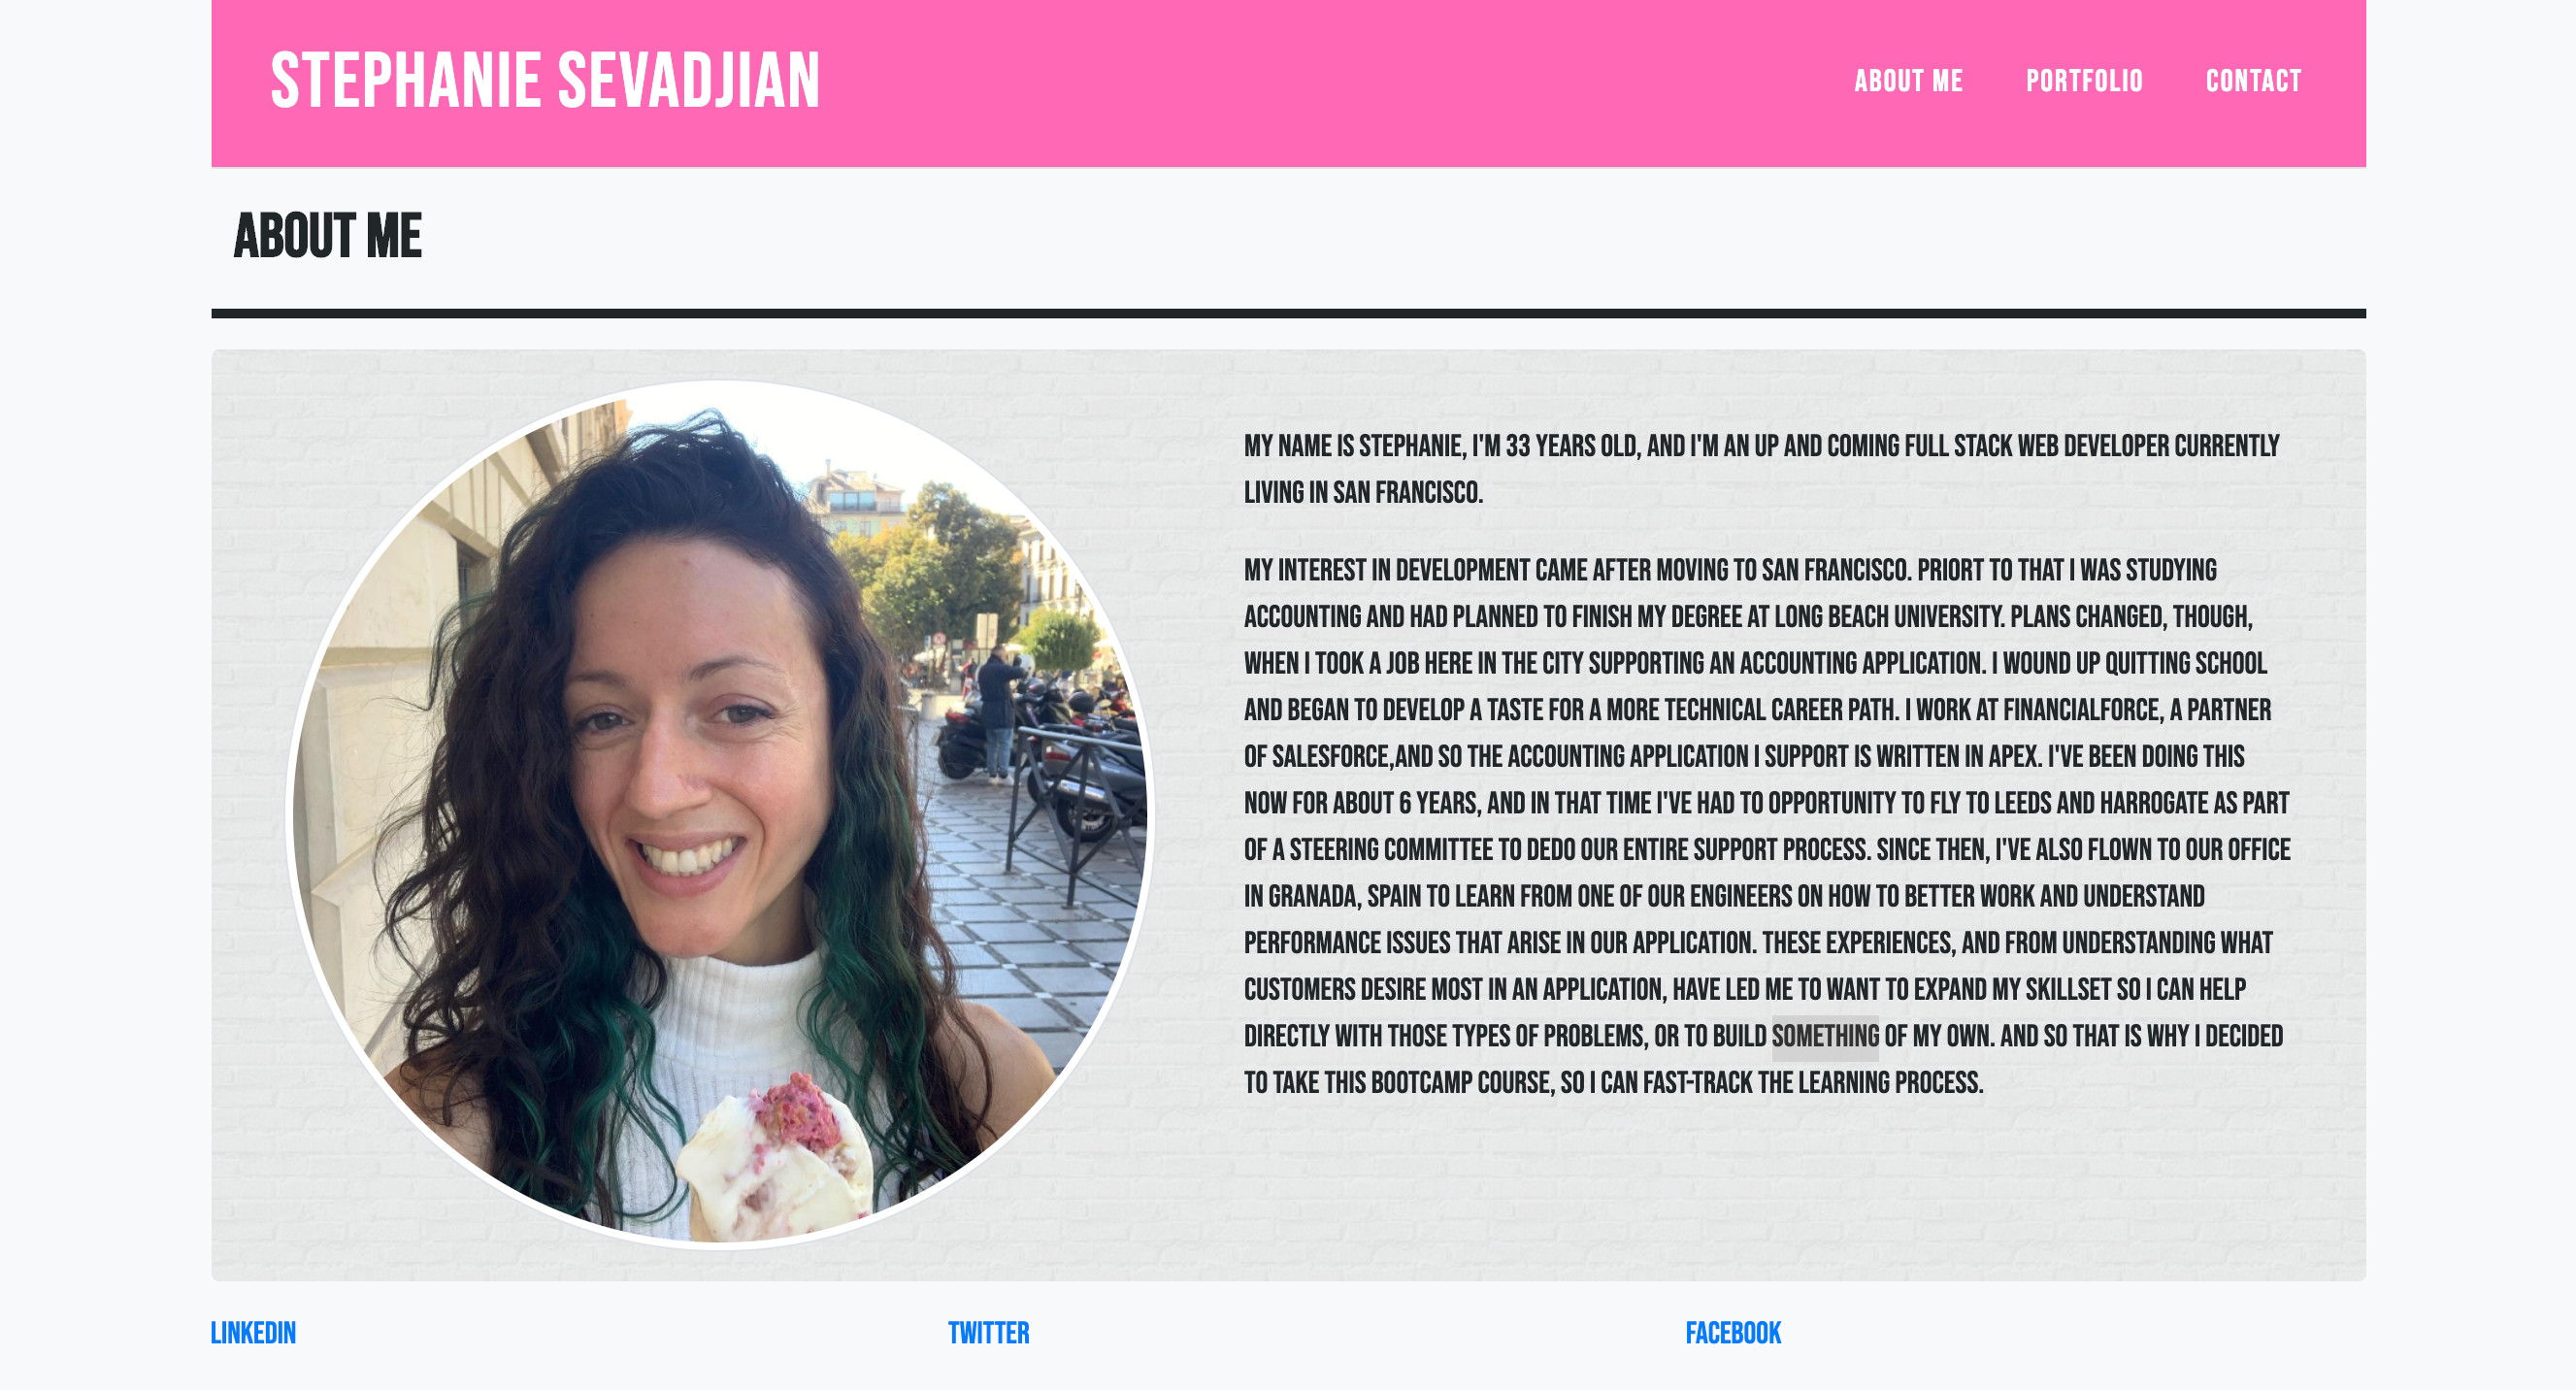 STEPHANIE SEVADJIAN
ABOUT ME PORTFOLIO CONTACT
ABOUT ME
MY NAME IS STEPHANIE, I'M 33 YEARS OLD, AND I'M AN UP AND COMING FULL STACK WEB DEVELOPER CURRENTLY
LIVING IN SAN FRANCISCO.
MY INTEREST IN DEVELOPMENT CAME AFTER MOVING TO SAN FRANCISCO. PRIORT TO THAT I WAS STUDYING
ACCOUNTING AND HAD PLANNED TO FINISH MY DEGREE AT LONG BEACH UNIVERSITY. PLANS CHANGED, THOUGH,
WHEN I TOOK A JOB HERE IN THE CITY SUPPORTING AN ACCOUNTING APPLICATION. I WOUND UP QUITTING SCHOOL
AND BEGAN TO DEVELOP A TASTE FOR A MORE TECHNICAL CAREER PATH. I WORK AT FINANCIALFORCE, A PARTNER
OF SALESFORCE,AND SO THE ACCOUNTING APPLICATION I SUPPORT IS WRITTEN IN APEX. I'VE BEEN DOING THIS
NOW FOR ABOUT 6 YEARS, AND IN THAT TIME I'VE HAD TO OPPORTUNITY TO FLY TO LEEDS AND HARROGATE AS PART
OF A STEERING COMMITTEE TO DEDO OUR ENTIRE SUPPORT PROCESS. SINCE THEN, I'VE ALSO FLOWN TO OUR OFFICE
IN GRANADA, SPAIN TO LEARN FROM ONE OF OUR ENGINEERS ON HOW TO BETTER WORK AND UNDERSTAND
PERFORMANCE ISSUES THAT ARISE IN OUR APPLICATION. THESE EXPERIENCES, AND FROM UNDERSTANDING WHAT
CUSTOMERS DESIRE MOST IN AN APPLICATION, HAVE LED ME TO WANT TO EXPAND MY SKILLSET SO I CAN HELP
DIRECTLY WITH THOSE TYPES OF PROBLEMS, OR TO BUILD SOMETHING OF MY OWN. AND SO THAT IS WHY I DECIDED
TO TAKE THIS BOOTCAMP COURSE, SO I CAN FAST-TRACK THE LEARNING PROCESS.
LINKEDIN TWITTER FACEBOOK